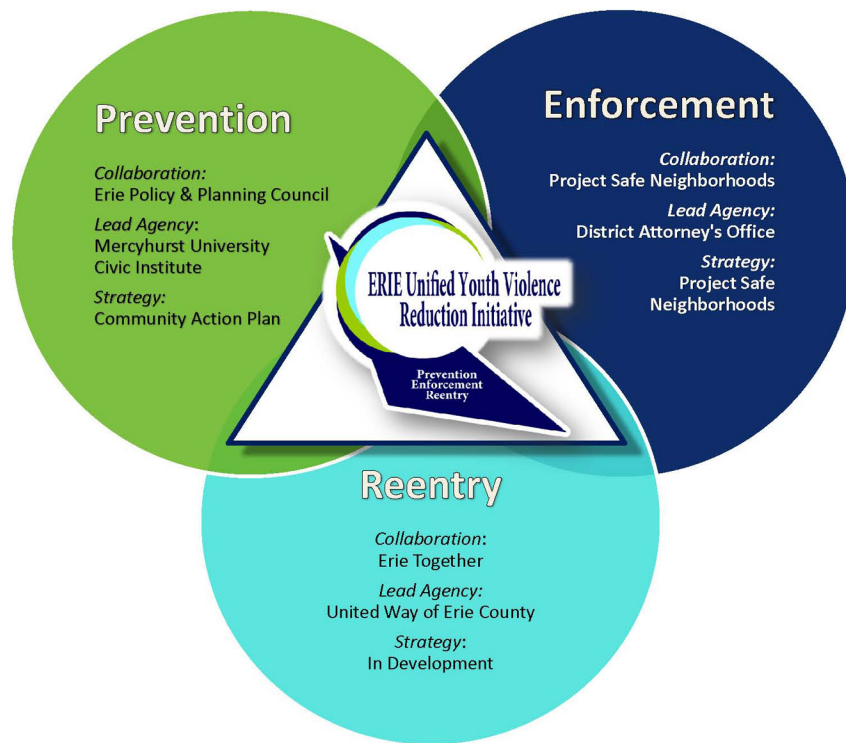 Prevention
Collaboration:
Erie Policy & Planning Council
Lead Agency:
Mercyhurst University
Civic Institute
Strategy:
Community Action Plan
Enforcement
Collaboration:
Project Safe Neighborhoods
Lead Agency:
District Attorney's Office
Strategy:
Project Safe
Neighborhoods
ERIE Unified Youth Violence
Reduction Initiative
Prevention
Enforcement
Reentry
Reentry
Collaboration:
Erie Together
Lead Agency:
United Way of Erie County
Strategy:
In Development